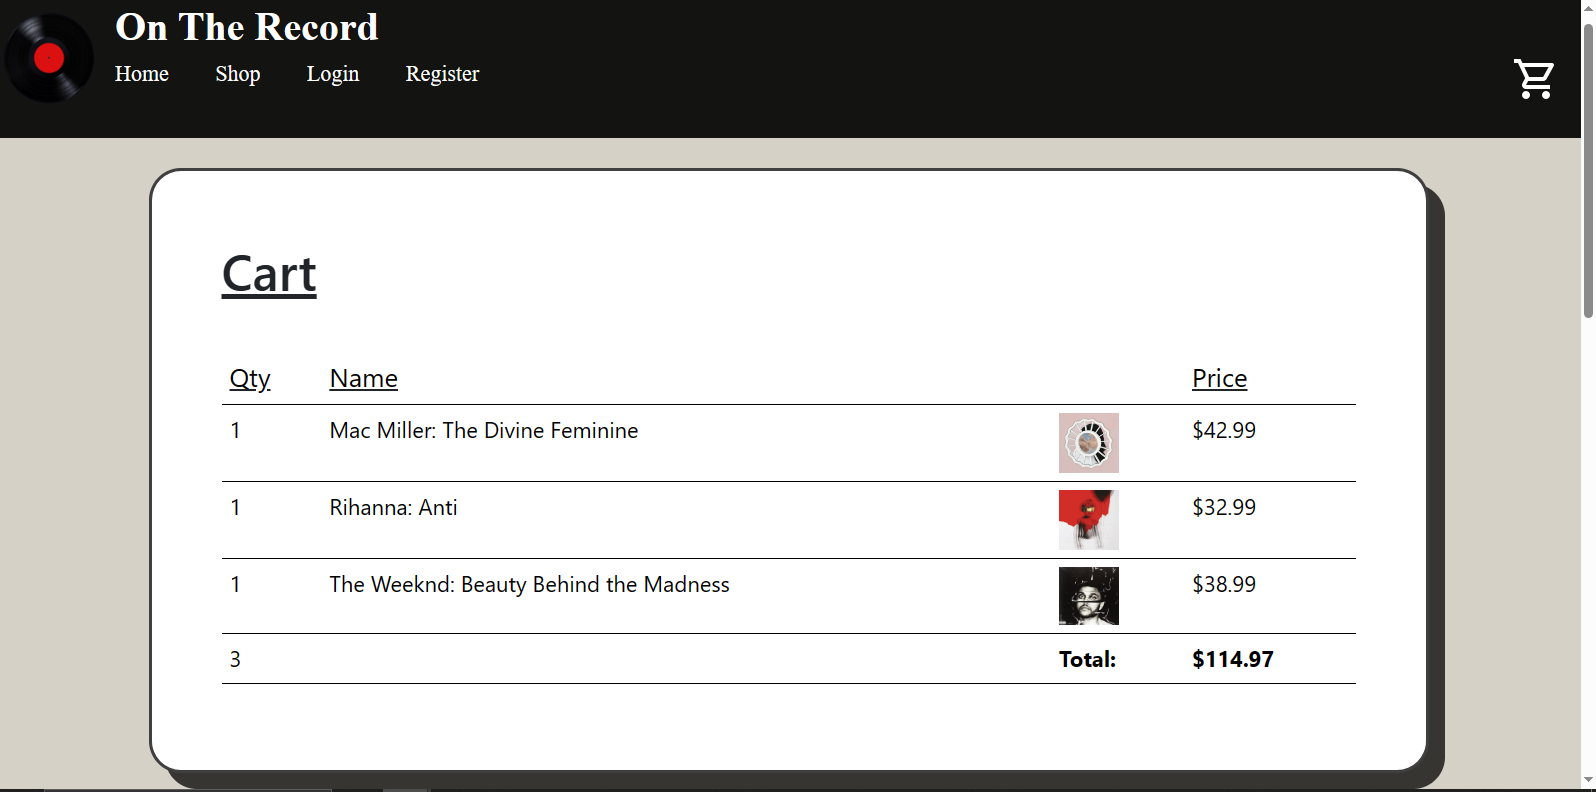 On The Record
Home Shop Login Register
Cart
Qty Name Price
1 Mac Miller: The Divine Feminine $42.99
1 Rihanna: Anti $32.99
1 The Weeknd: Beauty Behind the Madness $38.99
3 Total: $114.97